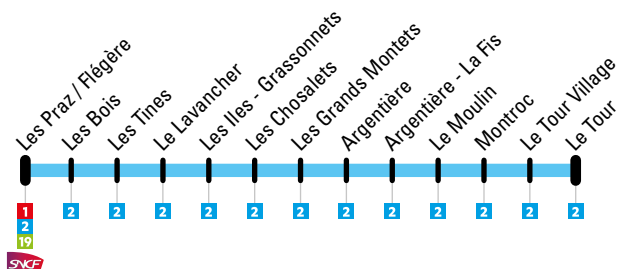 Les Praz / Flégère
Les Bois
Les Tines
Le Lavancher
Les Iles - Grassonnets
Les Chosalets
Les Grands Montets
Argentière
Argentière - La Fis
Le Moulin
Montroc
Le Tour Village
Le Tour
1
2
19
SNCF
2
2
2
2
2
2
2
2
2
2
2
2